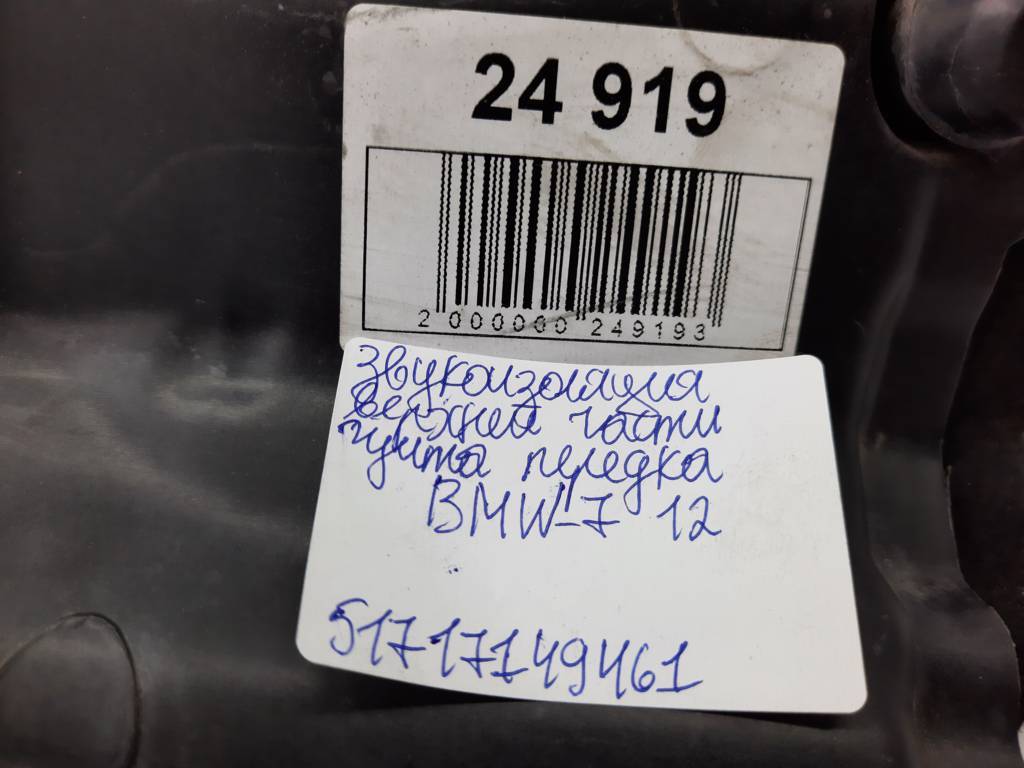 24 919
2 000000 249193
Звукоизоляция
верхней части
щита передка
BMW-7 12
51717149461